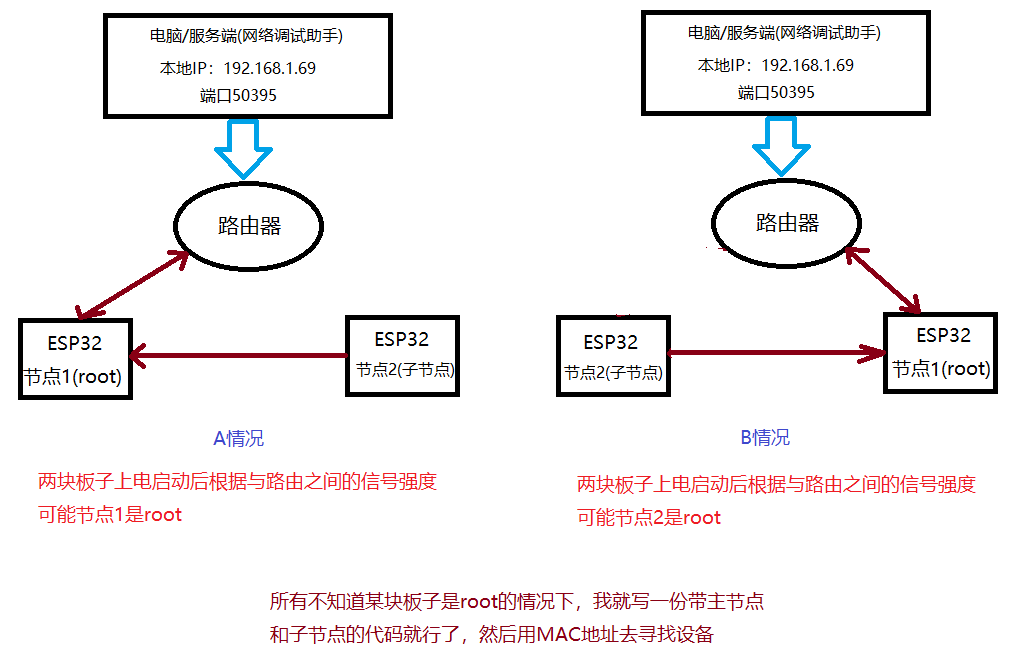 电脑/服务端(网络调试助手)
本地IP：192.168.1.69
端口50395
路由器
ESP32
节点1(root)
ESP32
节点2(子节点)
A情况
两块板子上电启动后根据与路由之间的信号强度
可能节点1是root
电脑/服务端(网络调试助手)
本地IP：192.168.1.69
端口50395
路由器
ESP32
节点2(子节点)
ESP32
节点1(root)
B情况
两块板子上电启动后根据与路由之间的信号强度
可能节点2是root
所有不知道某块板子是root的情况下，我就写一份带主节点
和子节点的代码就行了，然后用MAC地址去寻找设备